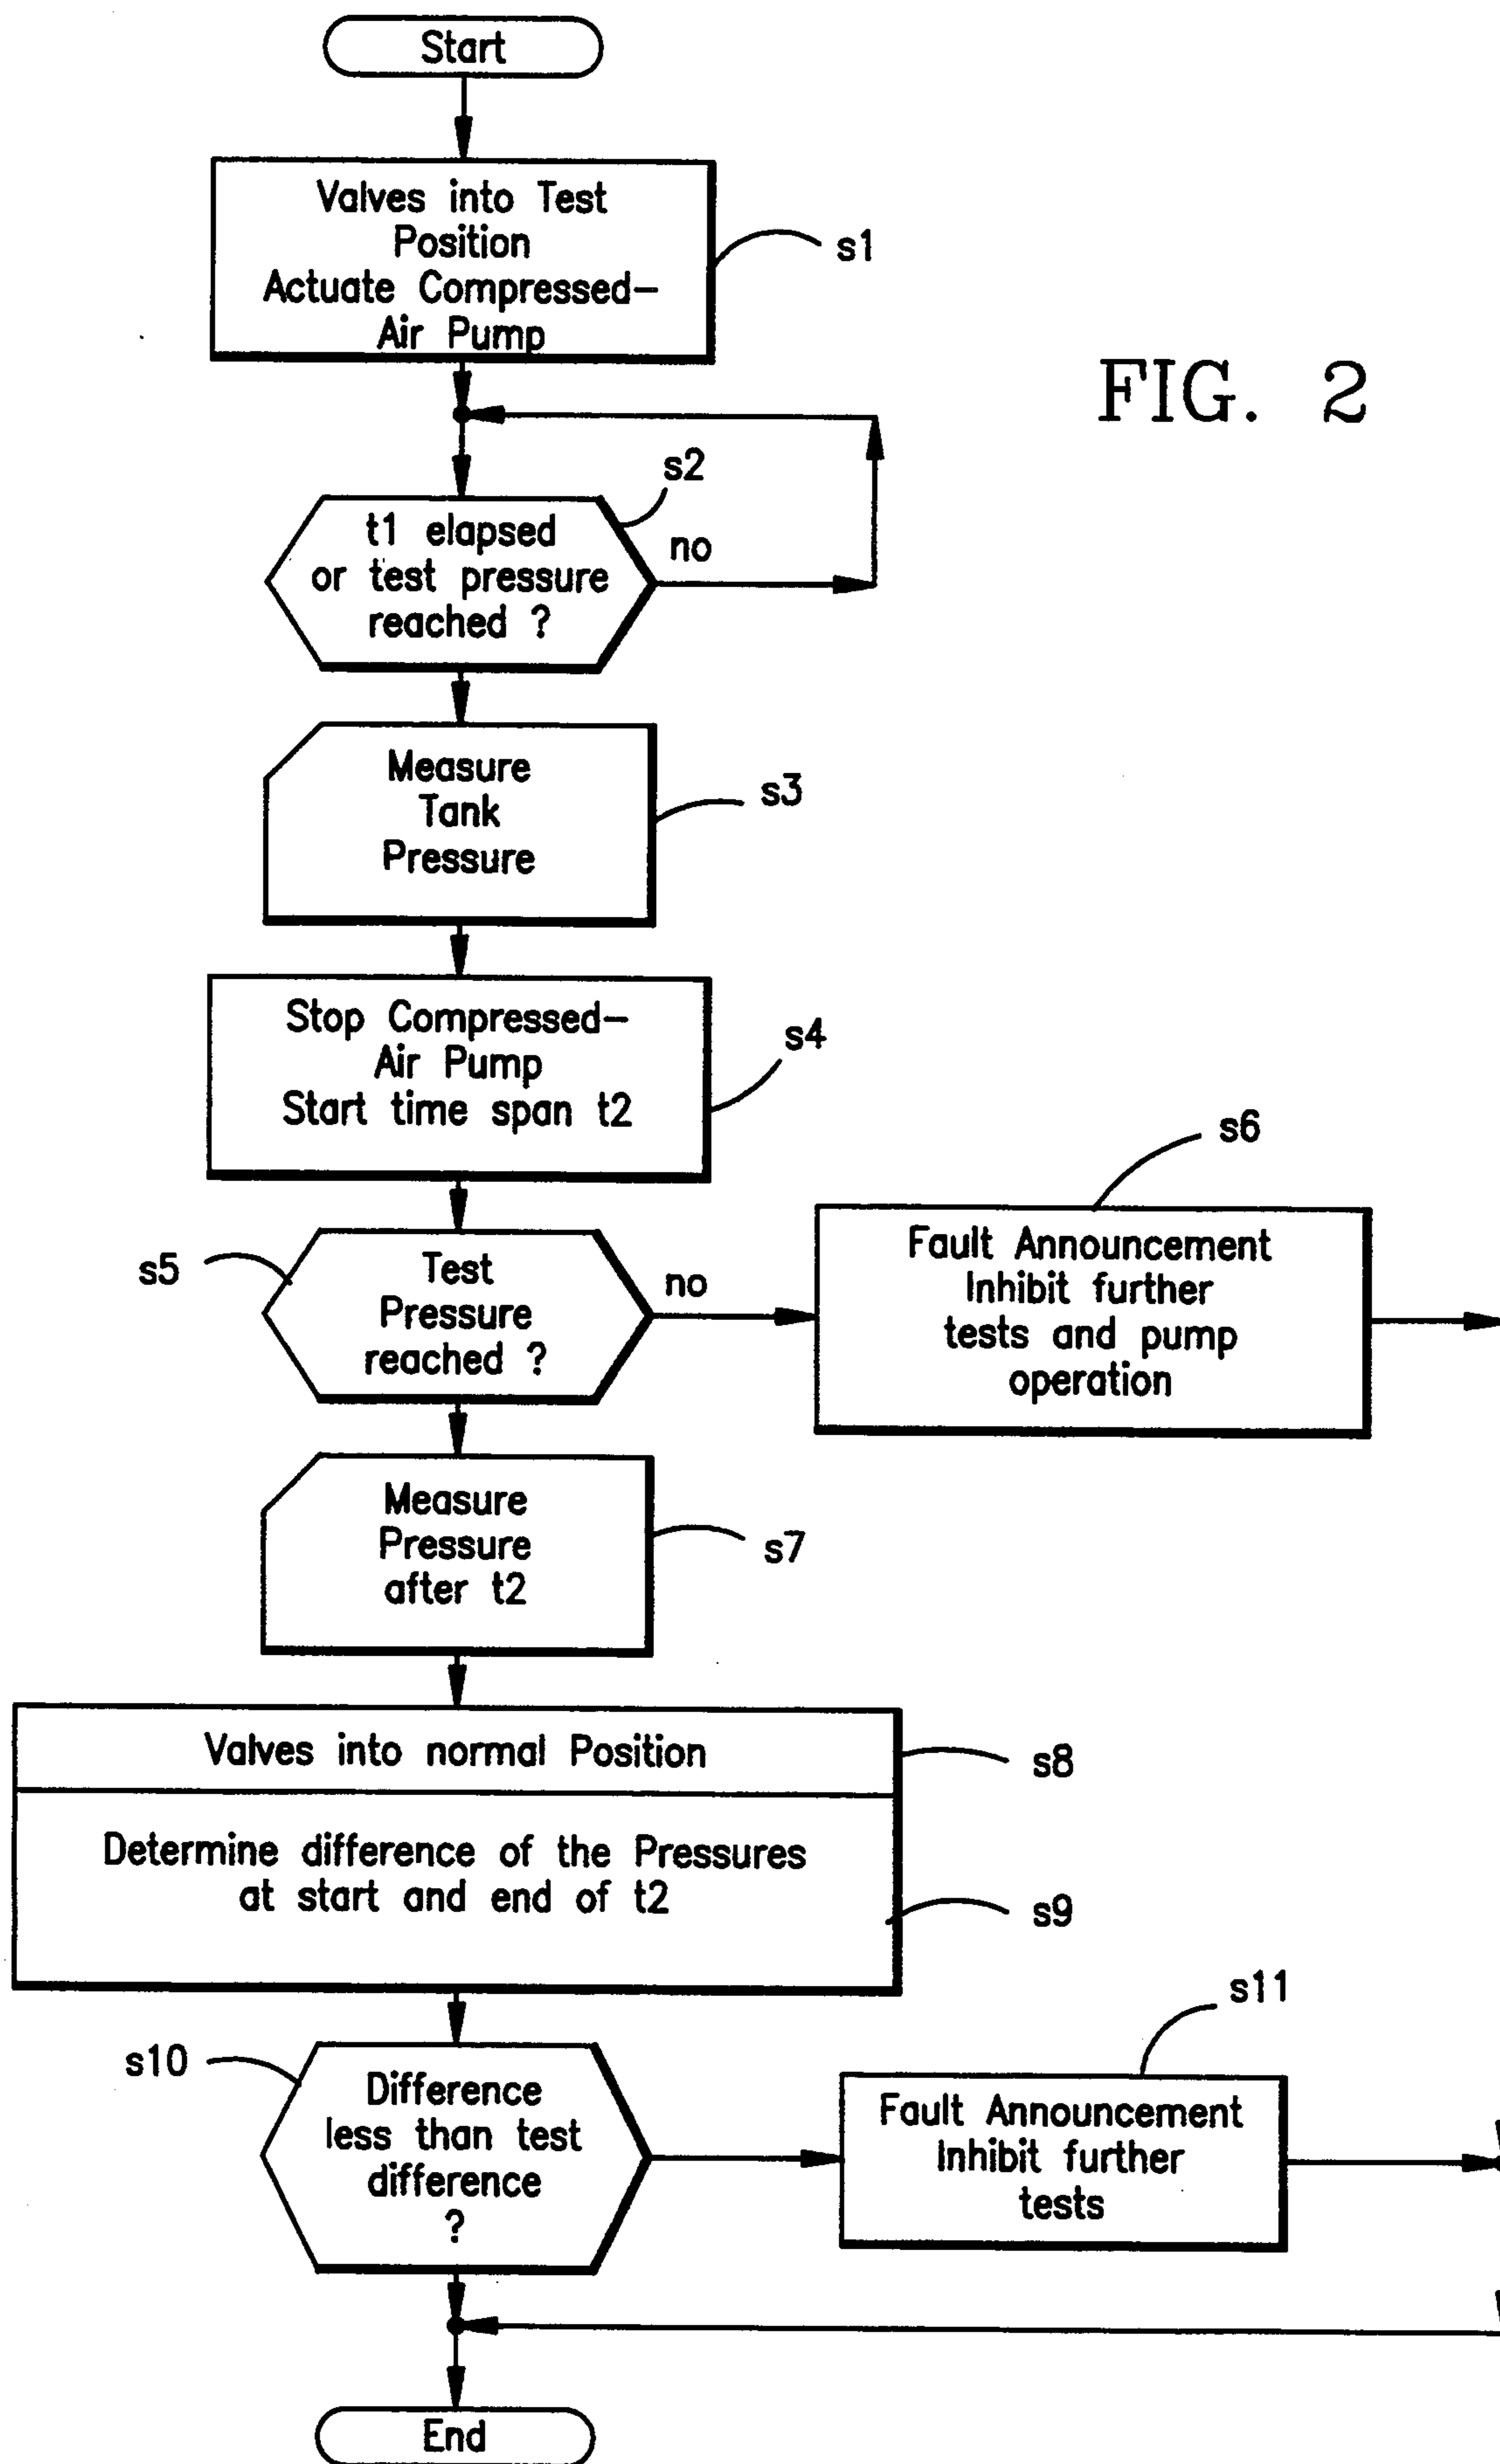 Start
Valves into Test
Position
Actuate Compressed-
Air Pump
s1
FIG. 2
s2
t1 elapsed
or test pressure
reached ?
no
Measure
Tank
Pressure
s3
Stop Compressed-
Air Pump
Start time span t2
s4
s5
Test
Pressure
reached ?
no
s6
Fault Announcement
Inhibit further
tests and pump
operation
Measure
Pressure
after t2
s7
Valves into normal Position
s8
Determine difference of the Pressures
at start and end of t2
s9
s10
Difference
less than test
difference
?
s11
Fault Announcement
Inhibit further
tests
End